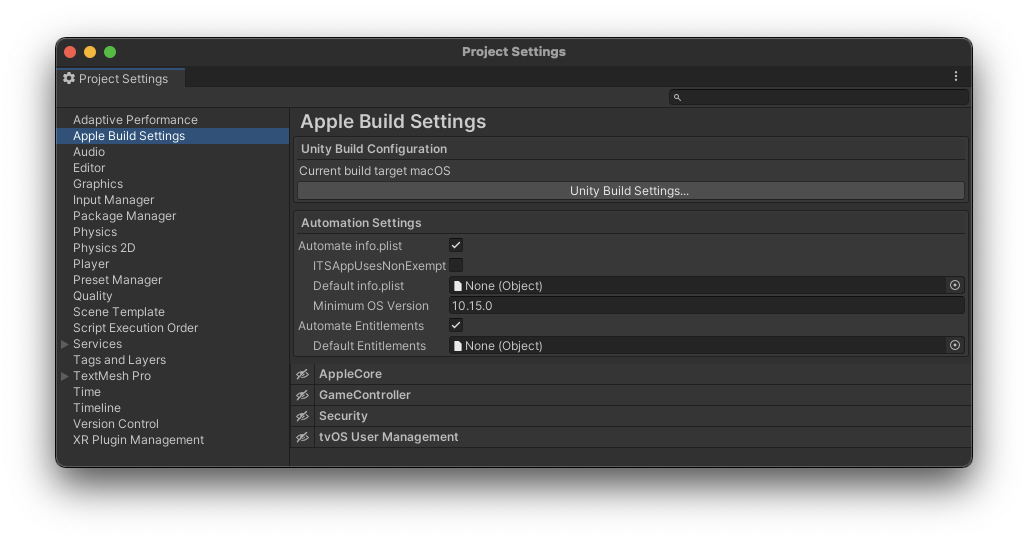 Project Settings
Project Settings
Adaptive Performance
Apple Build Settings
Audio
Editor
Graphics
Input Manager
Package Manager
Physics
Physics 2D
Player
Preset Manager
Quality
Scene Template
Script Execution Order
Services
Tags and Layers
TextMesh Pro
Time
Timeline
Version Control
XR Plugin Management
Apple Build Settings
Unity Build Configuration
Current build target macOS
Unity Build Settings...
Automation Settings
Automate info.plist
ITSAppUsesNonExempt
Default info.plist None (Object)
Minimum OS Version 10.15.0
Automate Entitlements
Default Entitlements None (Object)
AppleCore
GameController
Security
tvOS User Management